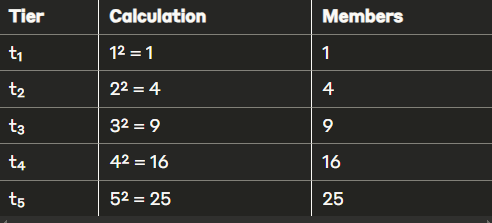 Tier Calculation Members
t₁ 1² = 1 1
t₂ 2² = 4 4
t₃ 3² = 9 9
t₄ 4² = 16 16
t₅ 5² = 25 25